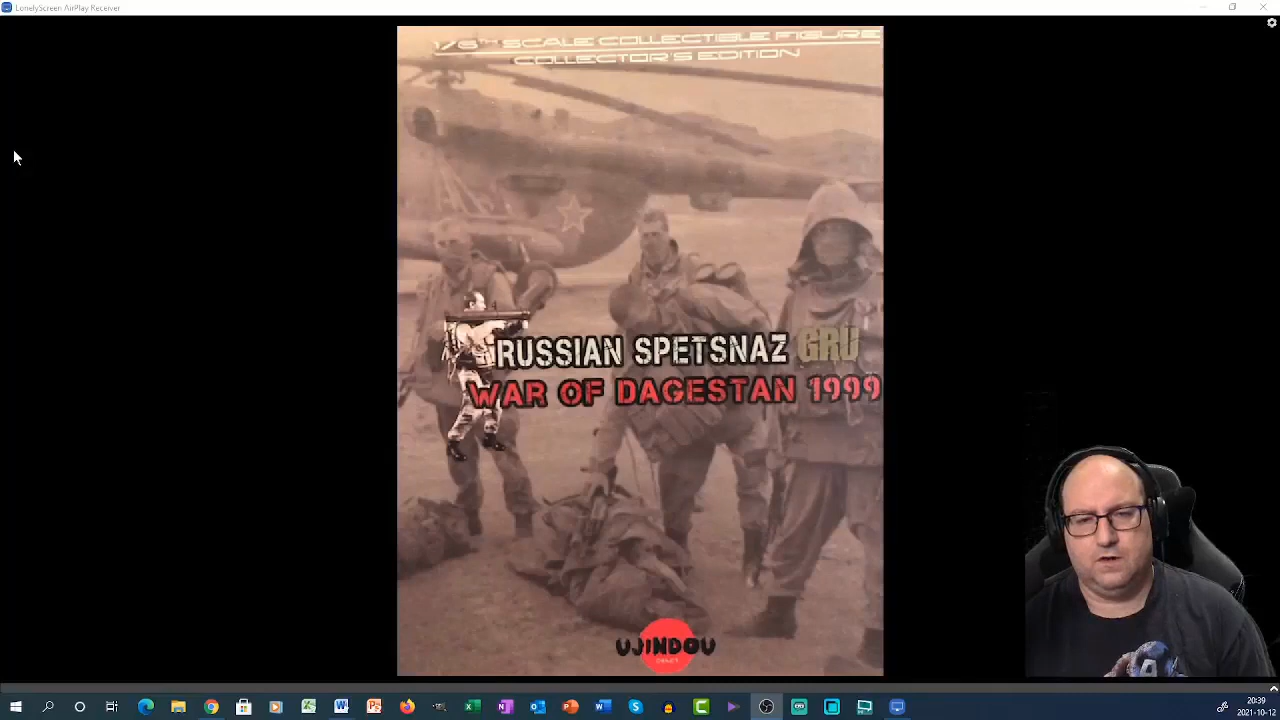 LonelyScreen AirPlay Receiver
1/6TH SCALE COLLECTIBLE FIGURE
COLLECTOR'S EDITION
RUSSIAN SPETSNAZ GRU
WAR OF DAGESTAN 1999
UJINDOU
20:39
2021-10-12